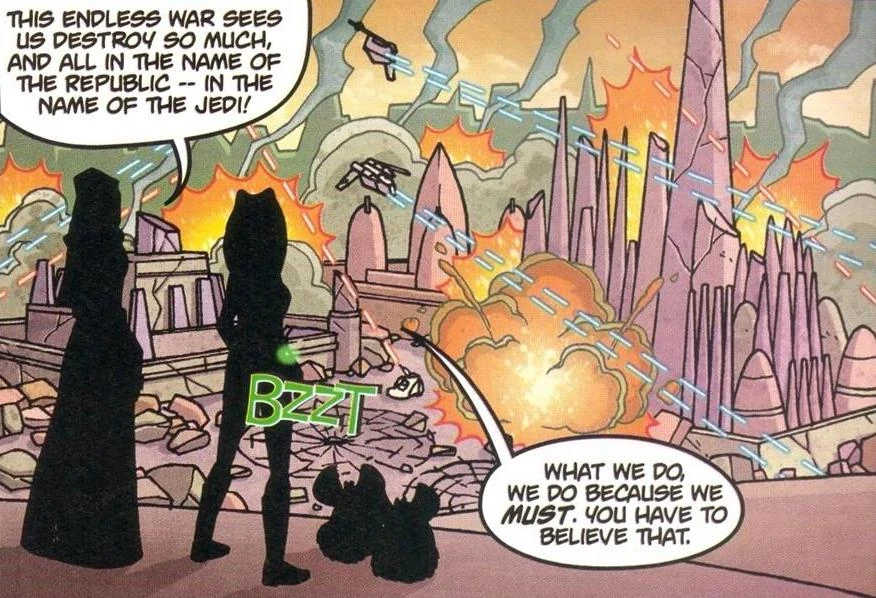 THIS ENDLESS WAR SEES
US DESTROY SO MUCH,
AND ALL IN THE NAME OF
THE REPUBLIC -- IN THE
NAME OF THE JEDI!
BZZT
WHAT WE DO,
WE DO BECAUSE WE
MUST. YOU HAVE TO
BELIEVE THAT.